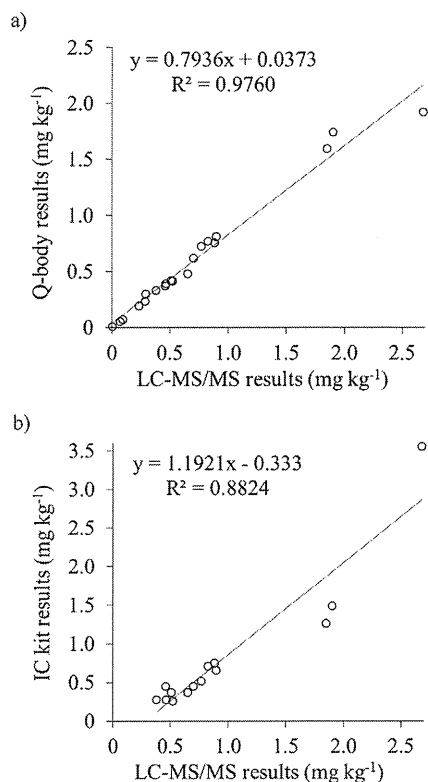 a)
y = 0.7936x + 0.0373
R² = 0.9760
2.5
2.0
1.5
1.0
0.5
0
Q-body results (mg kg⁻¹)
0 0.5 1.0 1.5 2.0 2.5
LC-MS/MS results (mg kg⁻¹)
b)
y = 1.1921x - 0.333
R² = 0.8824
3.5
3.0
2.5
2.0
1.5
1.0
0.5
0
IC kit results (mg kg⁻¹)
0 0.5 1.0 1.5 2.0 2.5
LC-MS/MS results (mg kg⁻¹)